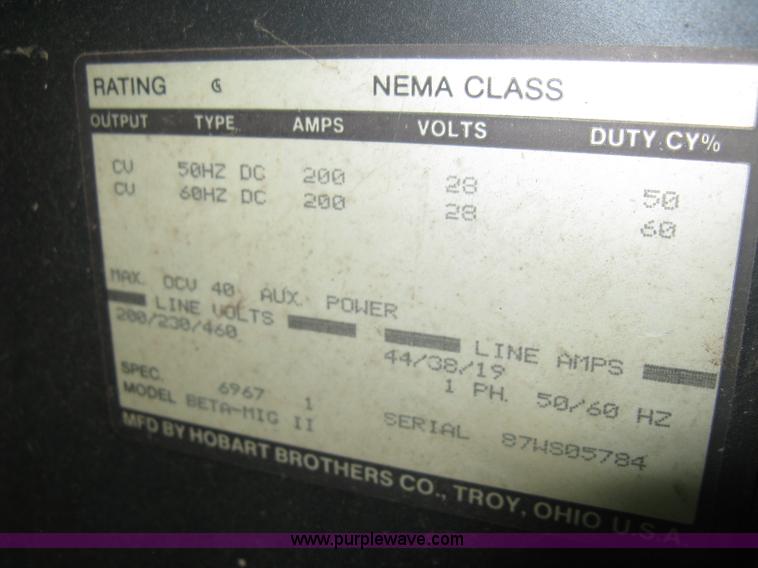 RATING G NEMA CLASS
OUTPUT TYPE AMPS VOLTS DUTY CY%
CV 50HZ DC 200 28 50
CV 60HZ DC 200 28 60
MAX. OCV 40 AUX. POWER
LINE VOLTS LINE AMPS
200/230/460 44/38/19
1 PH. 50/60 HZ
SPEC. 6967 1
MODEL BETA-MIG II SERIAL 87WS05784
MFD BY HOBART BROTHERS CO., TROY, OHIO U.S.A.
www.purplewave.com